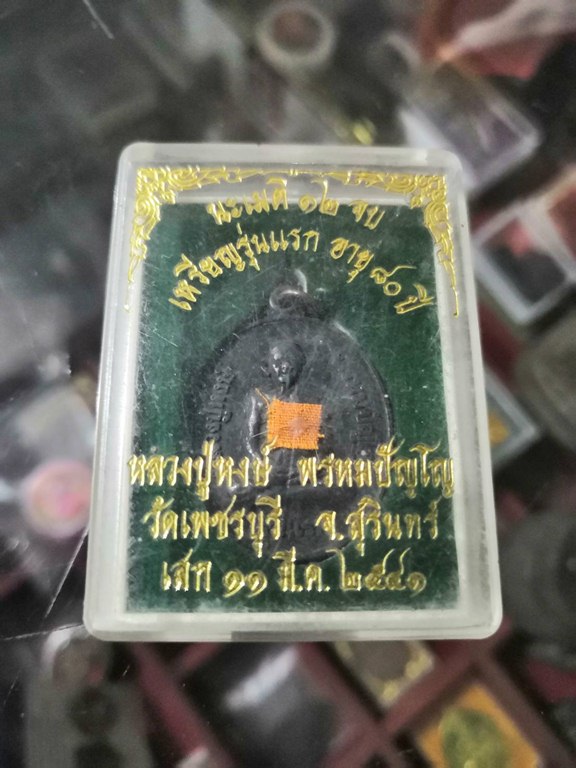 นะเมติ ๑๒ จบ
เหรียญรุ่นแรก อายุ ๘๐ ปี
หลวงปู่หงษ์ พรหมปัญโญ
วัดเพชรบุรี จ.สุรินทร์
เสก ๑๑ มี.ค. ๒๕๔๑